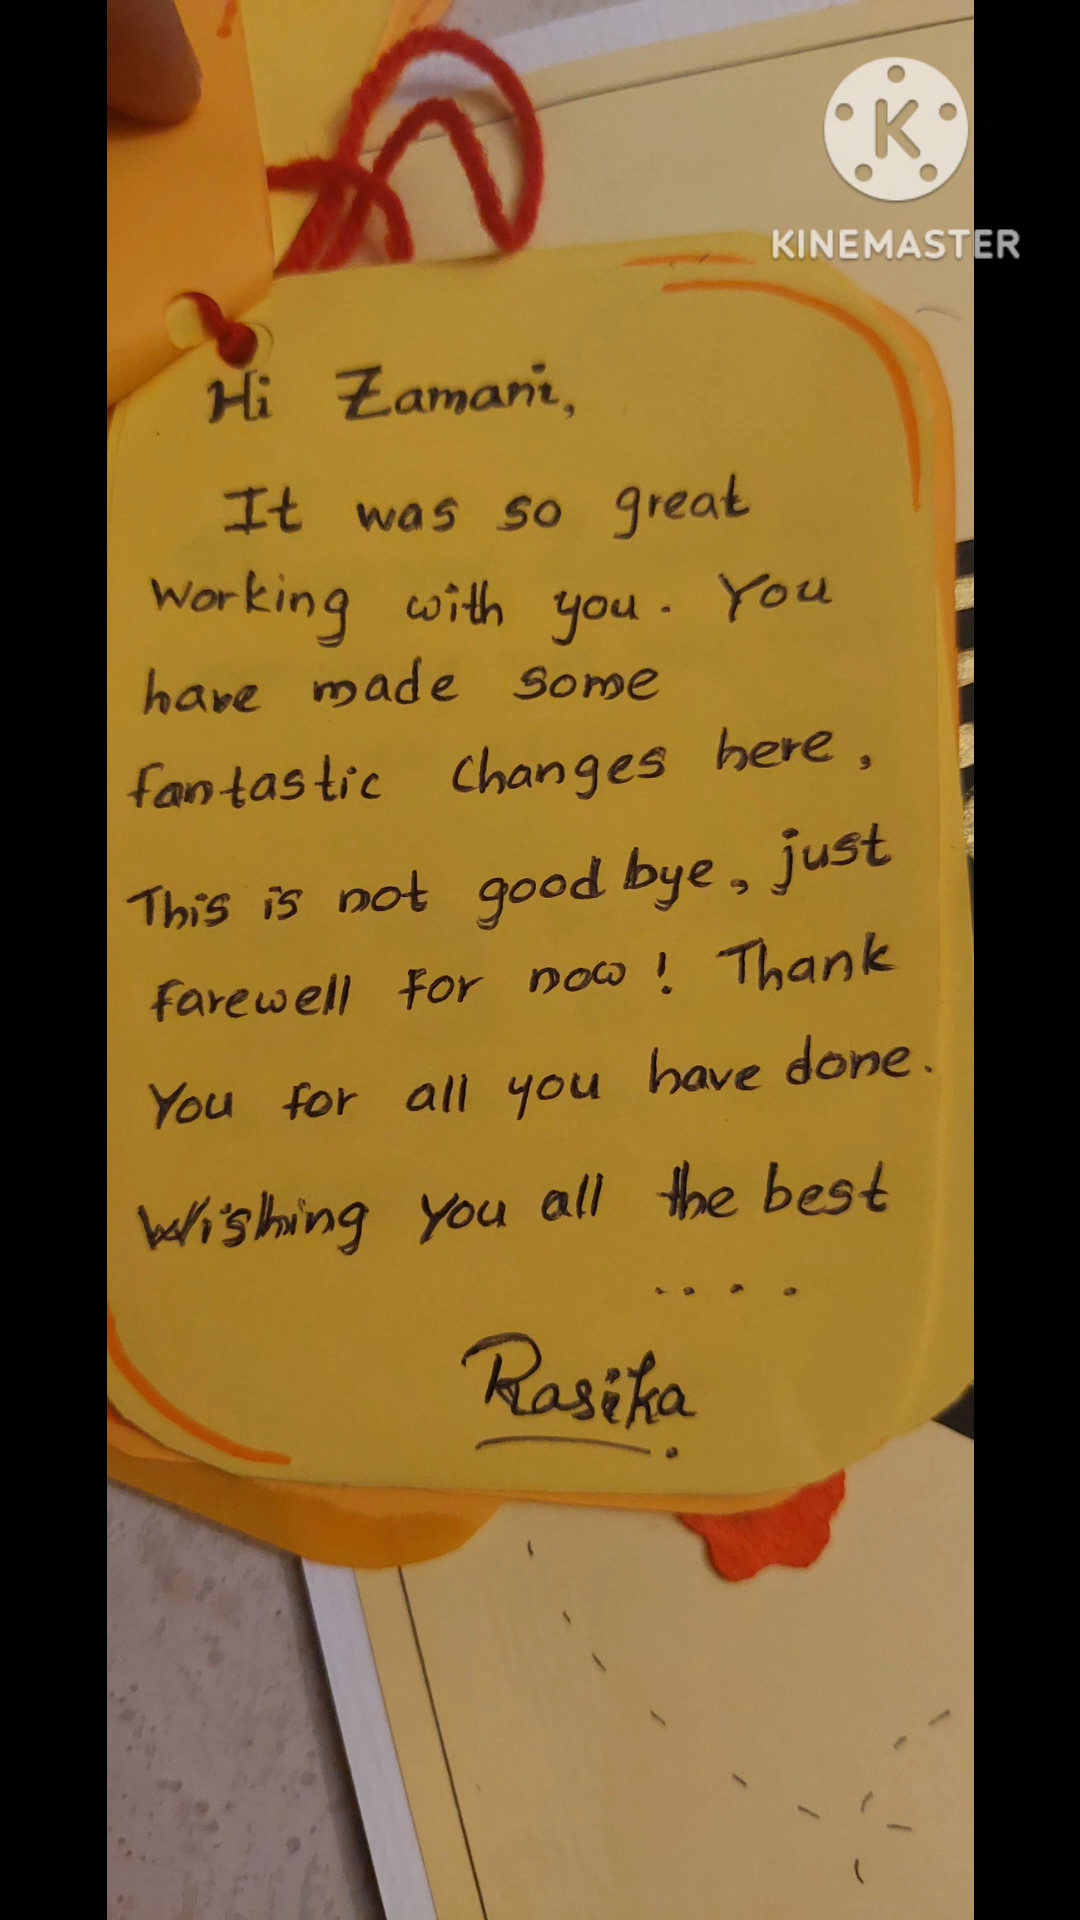 K
KINEMASTER
Hi Zamani,
It was so great
working with you. You
have made some
fantastic changes here,
This is not good bye, just
farewell for now! Thank
You for all you have done.
Wishing you all the best
....
Rasika.